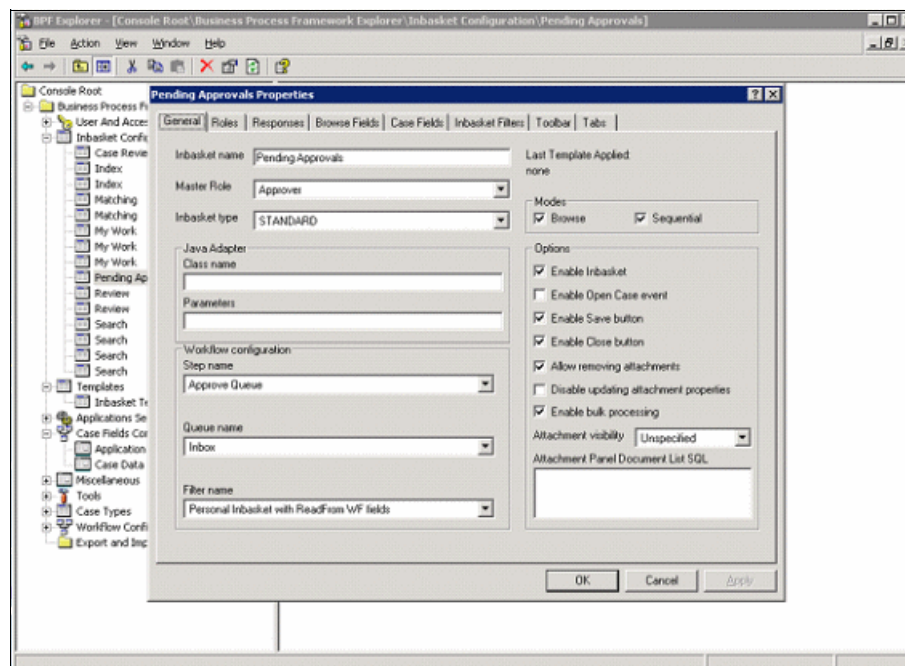 BPF Explorer - [Console Root\Business Process Framework Explorer\Inbasket Configuration\Pending Approvals]
File Action View Window Help
Console Root
Business Process Fr
User And Acces
Inbasket Config
Case Revie
Index
Index
Matching
Matching
My Work
My Work
My Work
Pending Ap
Review
Review
Search
Search
Search
Search
Templates
Inbasket Te
Applications Se
Case Fields Con
Application
Case Data
Miscellaneous
Tools
Case Types
Workflow Confi
Export and Imp
Pending Approvals Properties
General Roles Responses Browse Fields Case Fields Inbasket Filters Toolbar Tabs
Inbasket name Pending Approvals
Master Role Approver
Inbasket type STANDARD
Java Adapter
Class name
Parameters
Workflow configuration
Step name
Approve Queue
Queue name
Inbox
Filter name
Personal Inbasket with ReadFrom WF fields
Last Template Applied:
none
Modes
Browse Sequential
Options
Enable Inbasket
Enable Open Case event
Enable Save button
Enable Close button
Allow removing attachments
Disable updating attachment properties
Enable bulk processing
Attachment visibility Unspecified
Attachment Panel Document List SQL
OK Cancel Apply